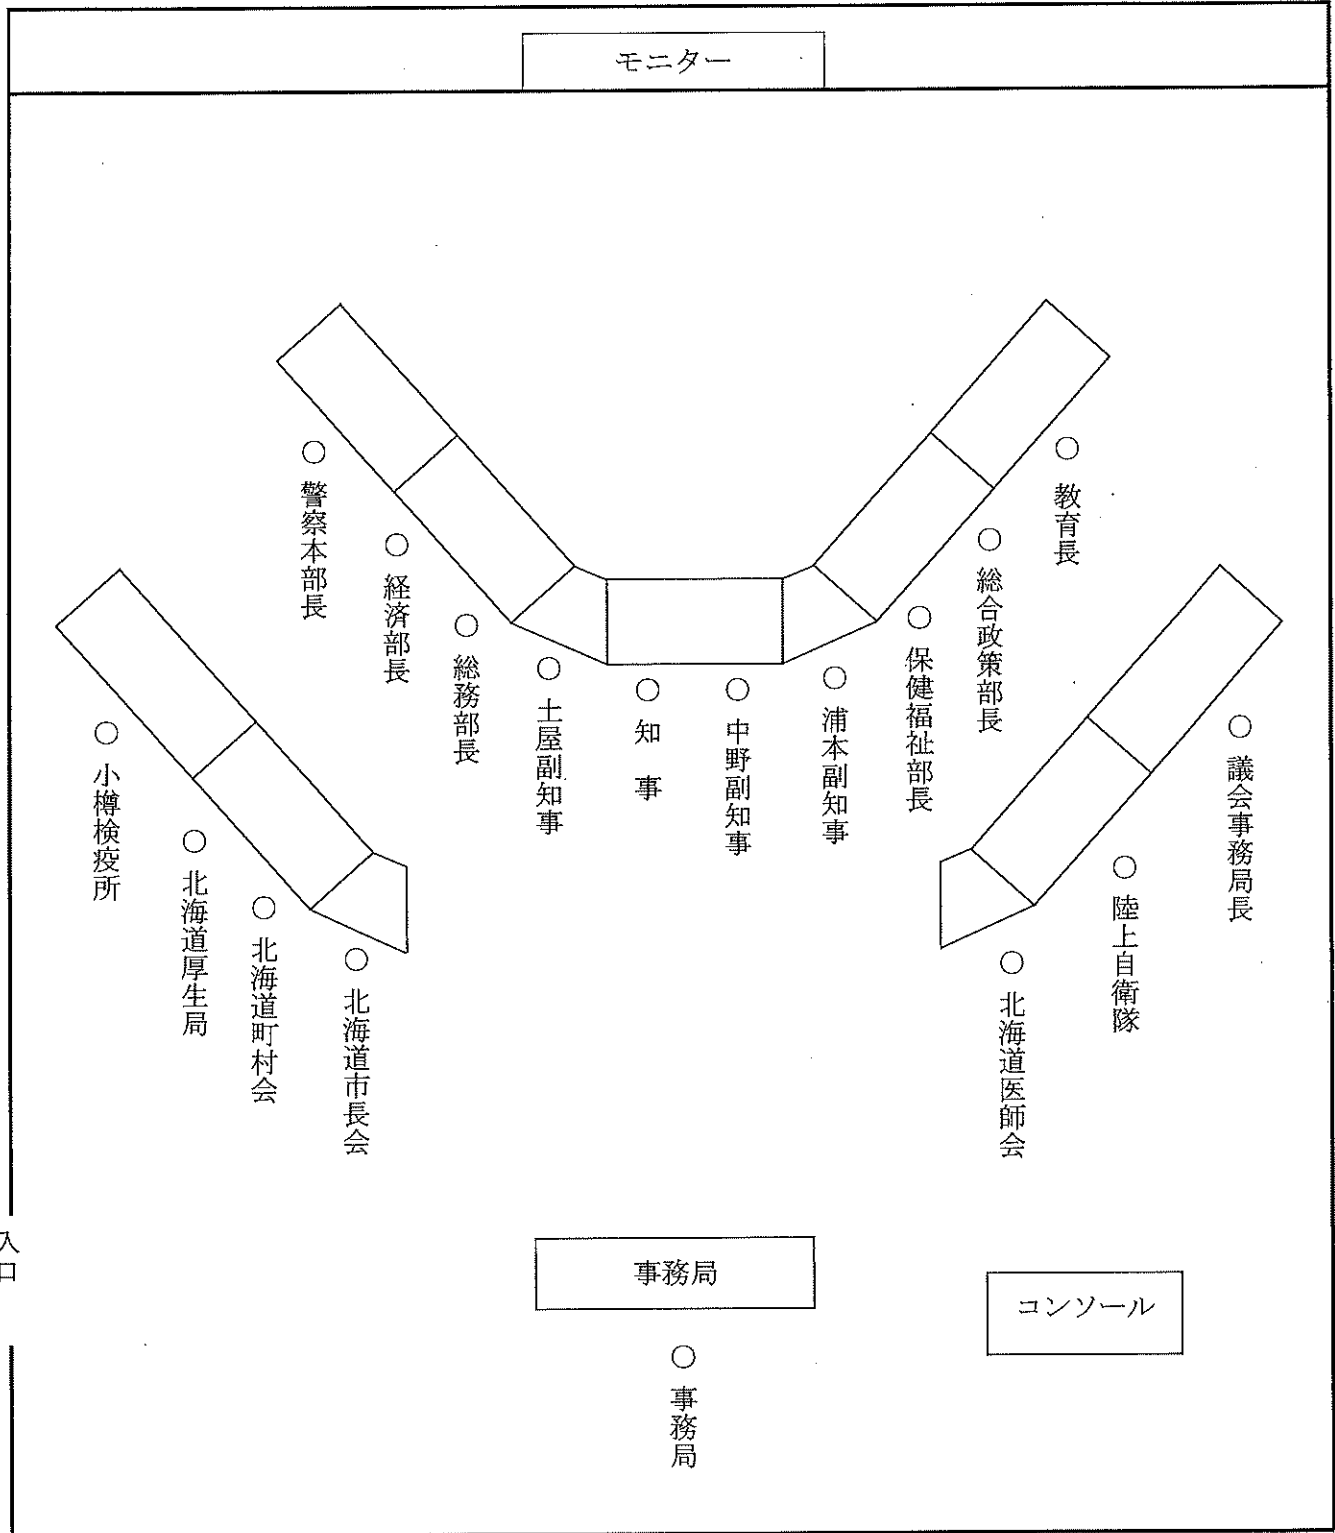 モニター
○ 警察本部長
○ 経済部長
○ 総務部長
○ 土屋副知事
○ 知 事
○ 中野副知事
○ 浦本副知事
○ 保健福祉部長
○ 総合政策部長
○ 教育長
○ 小樽検疫所
○ 北海道厚生局
○ 北海道町村会
○ 北海道市長会
○ 北海道医師会
○ 陸上自衛隊
○ 議会事務局長
入口
事務局
コンソール
○ 事務局